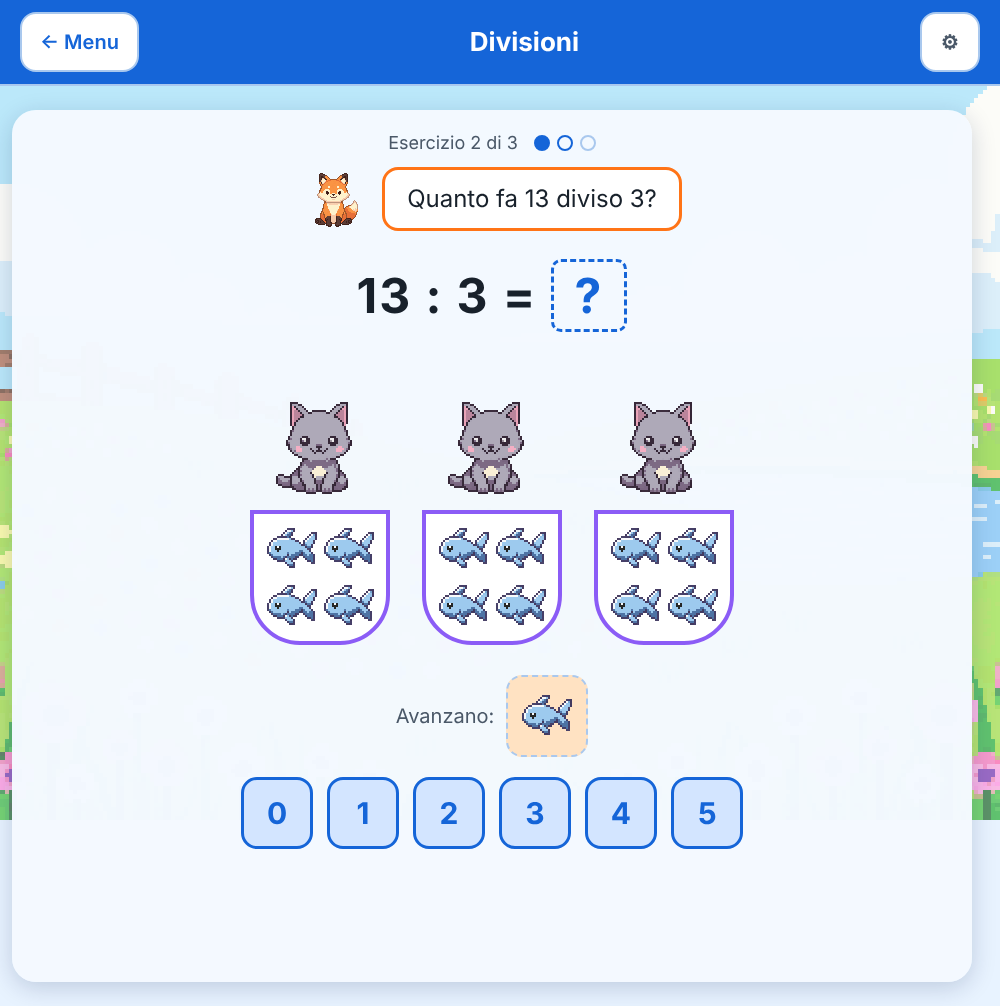 ← Menu
Divisioni
Esercizio 2 di 3
Quanto fa 13 diviso 3?
13 : 3 = ?
Avanzano:
0 1 2 3 4 5